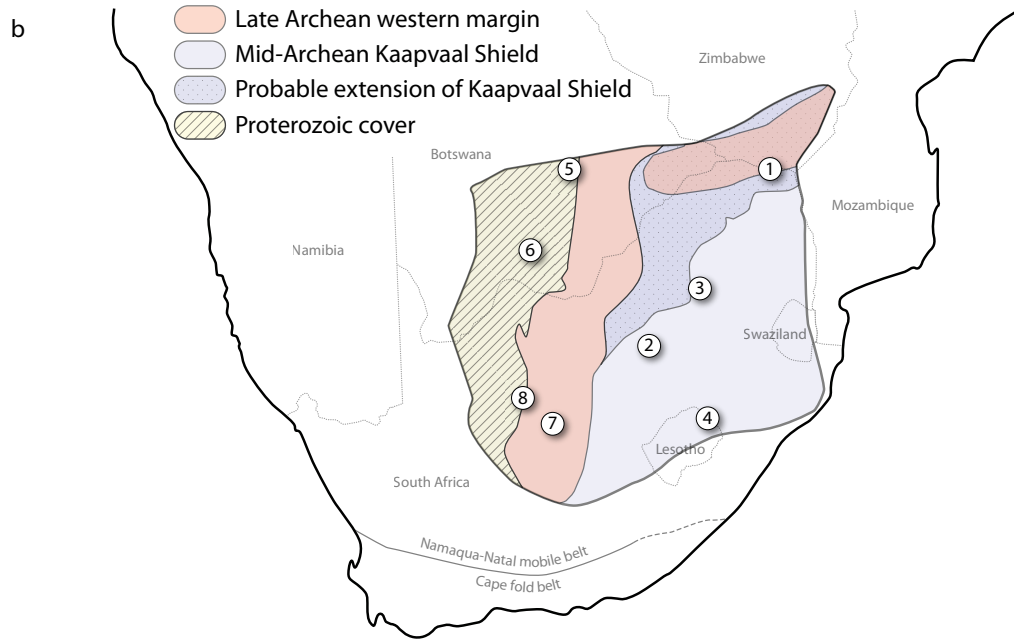 b
Late Archean western margin
Mid-Archean Kaapvaal Shield
Probable extension of Kaapvaal Shield
Proterozoic cover
Zimbabwe
Botswana
5
1
Mozambique
Namibia
6
3
Swaziland
2
8
7
4
Lesotho
South Africa
Namaqua-Natal mobile belt
Cape fold belt